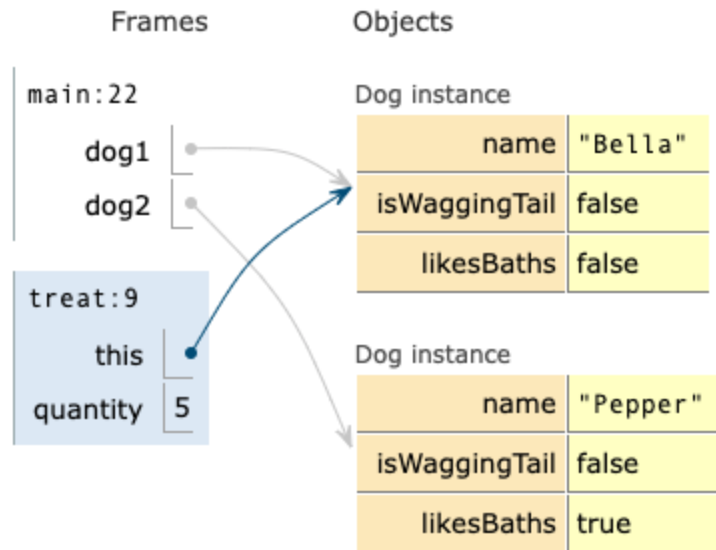 Frames
Objects
main:22
dog1
dog2
treat:9
this
quantity 5
Dog instance
name "Bella"
isWaggingTail false
likesBaths false
Dog instance
name "Pepper"
isWaggingTail false
likesBaths true